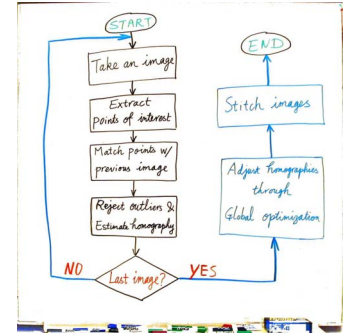 START
Take an image
Extract
points of interest
Match points w/
previous image
Reject outliers &
Estimate homography
Last image?
NO
YES
Adjust homographies
through
Global optimization
Stitch images
END